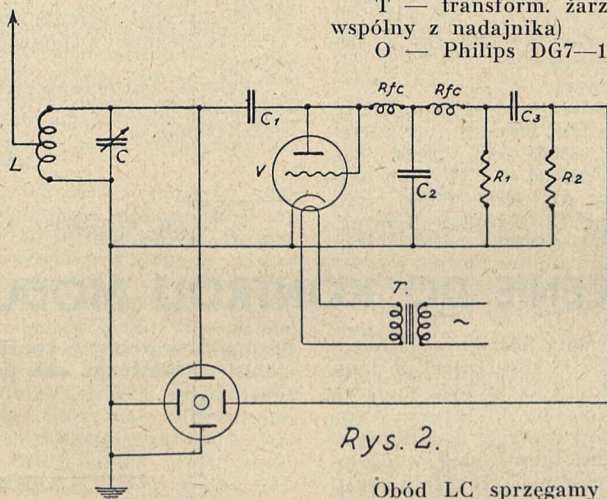 T — transform. żarz
wspólny z nadajnika)
O — Philips DG7—1
Rfc Rfc
C1 C3
L C V C2 R1 R2
T.
~
Rys. 2.
Obód LC sprzęgamy